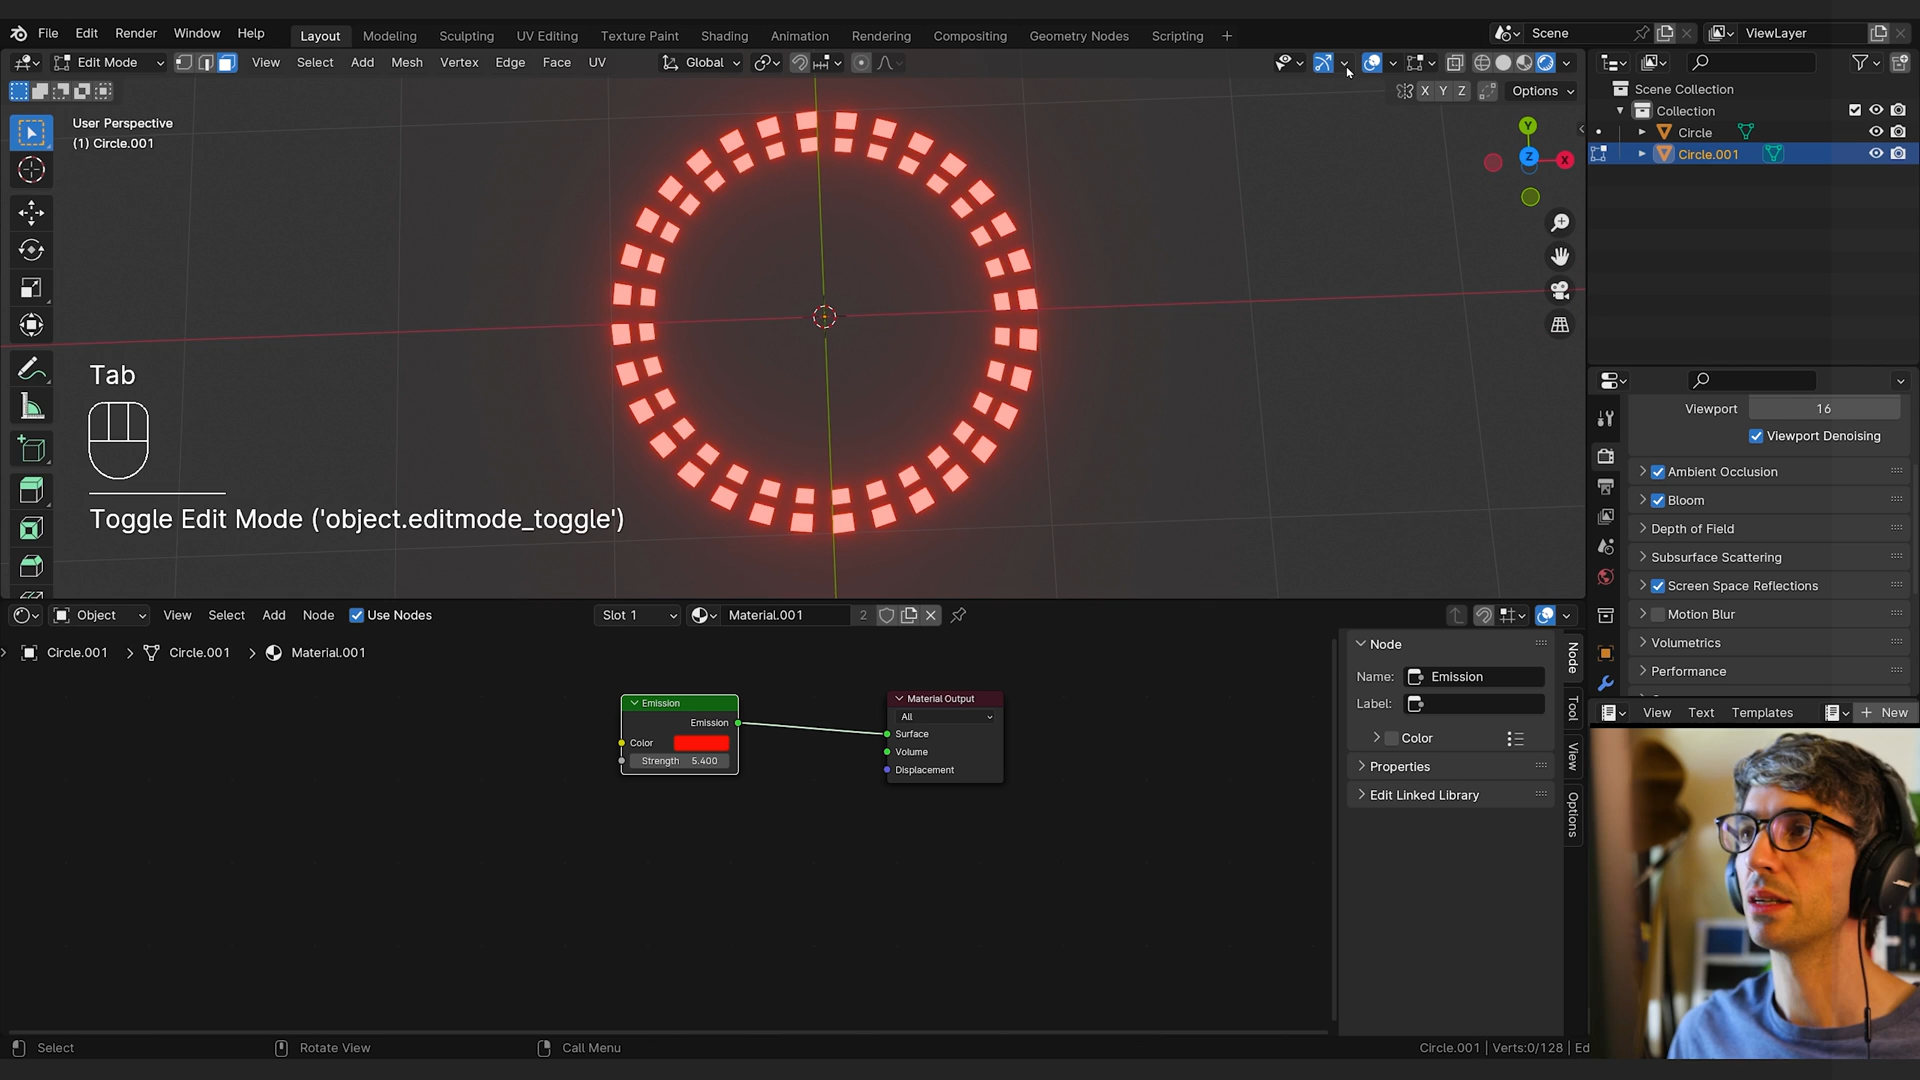 File Edit Render Window Help Layout Modeling Sculpting UV Editing Texture Paint Shading Animation Rendering Compositing Geometry Nodes Scripting + Scene ViewLayer
Edit Mode View Select Add Mesh Vertex Edge Face UV Global
X Y Z Options
User Perspective
(1) Circle.001
Y
Z X
Scene Collection
Collection
Circle
Circle.001
Tab
Toggle Edit Mode ('object.editmode_toggle')
Viewport 16
Viewport Denoising
Ambient Occlusion
Bloom
Depth of Field
Subsurface Scattering
Screen Space Reflections
Motion Blur
Volumetrics
Performance
View Text Templates + New
Object View Select Add Node Use Nodes Slot 1 Material.001 2
Circle.001 > Circle.001 > Material.001
Emission
Emission
Color
Strength 5.400
Material Output
All
Surface
Volume
Displacement
Node
Name: Emission
Label:
Color
Properties
Edit Linked Library
Node
Tool
View
Options
Select Rotate View Call Menu Circle.001 | Verts:0/128 | Ed